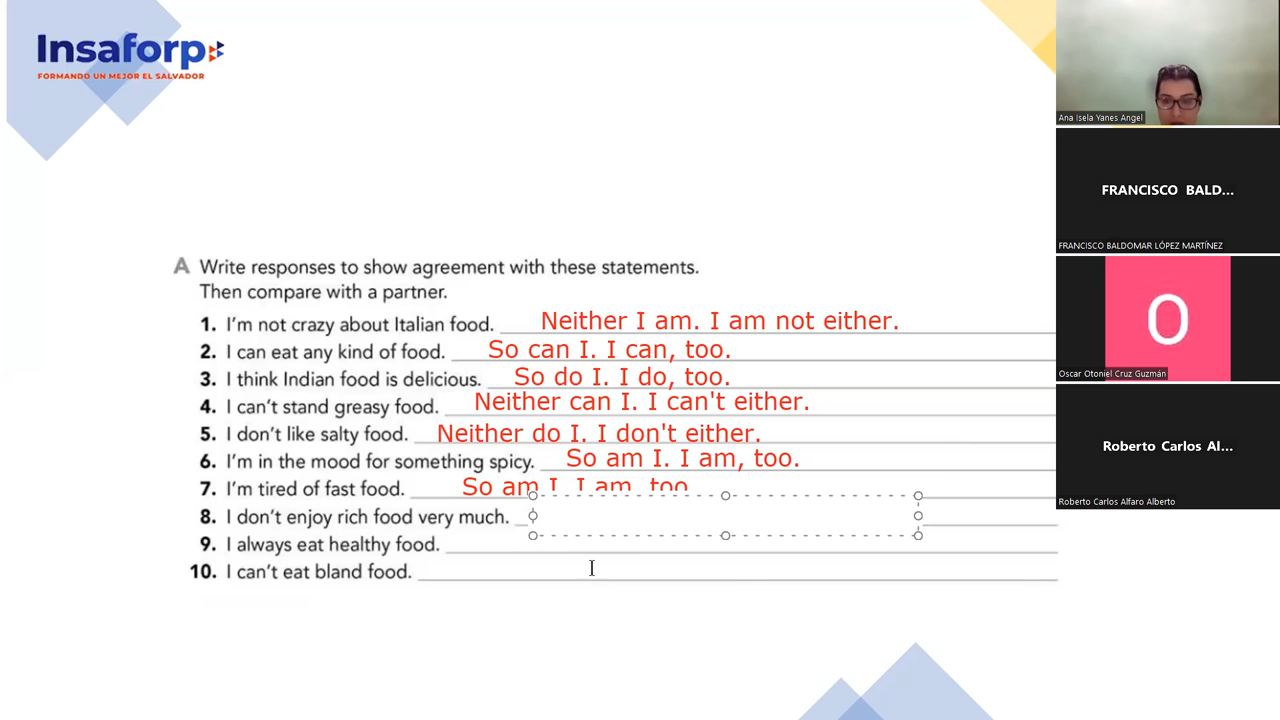 Insaforp
FORMANDO UN MEJOR EL SALVADOR
A Write responses to show agreement with these statements.
Then compare with a partner.
1. I'm not crazy about Italian food. Neither I am. I am not either.
2. I can eat any kind of food. So can I. I can, too.
3. I think Indian food is delicious. So do I. I do, too.
4. I can't stand greasy food. Neither can I. I can't either.
5. I don't like salty food. Neither do I. I don't either.
6. I'm in the mood for something spicy. So am I. I am, too.
7. I'm tired of fast food. So am I. I am, too.
8. I don't enjoy rich food very much.
9. I always eat healthy food.
10. I can't eat bland food.
Ana Isela Yanes Angel
FRANCISCO BALD...
FRANCISCO BALDOMAR LÓPEZ MARTÍNEZ
O
Oscar Otoniel Cruz Guzmán
Roberto Carlos Al...
Roberto Carlos Alfaro Alberto